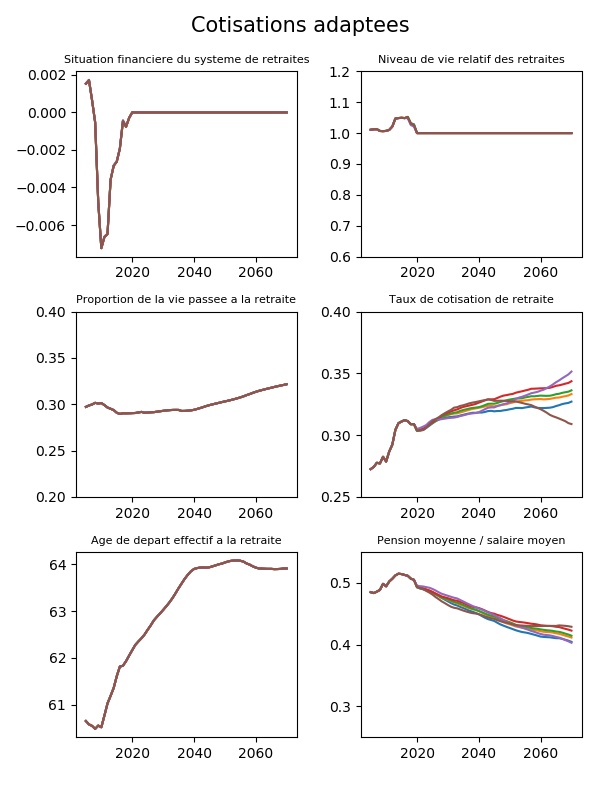 Cotisations adaptees
Situation financiere du systeme de retraites
Niveau de vie relatif des retraites
0.002
0.000
−0.002
−0.004
−0.006
2020 2040 2060
1.2
1.1
1.0
0.9
0.8
0.7
0.6
2020 2040 2060
Proportion de la vie passee a la retraite
Taux de cotisation de retraite
0.40
0.35
0.30
0.25
0.20
2020 2040 2060
0.40
0.35
0.30
0.25
2020 2040 2060
Age de depart effectif a la retraite
Pension moyenne / salaire moyen
64
63
62
61
2020 2040 2060
0.5
0.4
0.3
2020 2040 2060